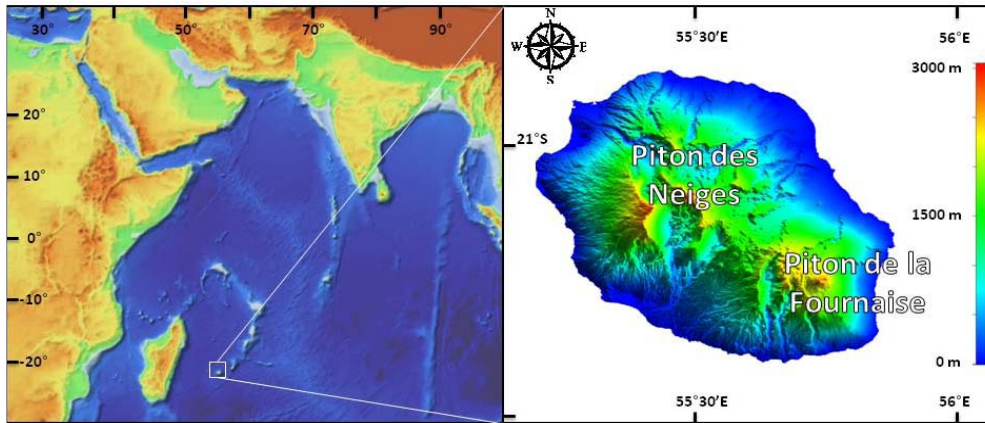 30°
50°
70°
90°
20°
10°
0°
-10°
-20°
N
W E
S
55°30'E
56°E
21°S
3000 m
1500 m
0 m
Piton des
Neiges
Piton de la
Fournaise
55°30'E
56°E